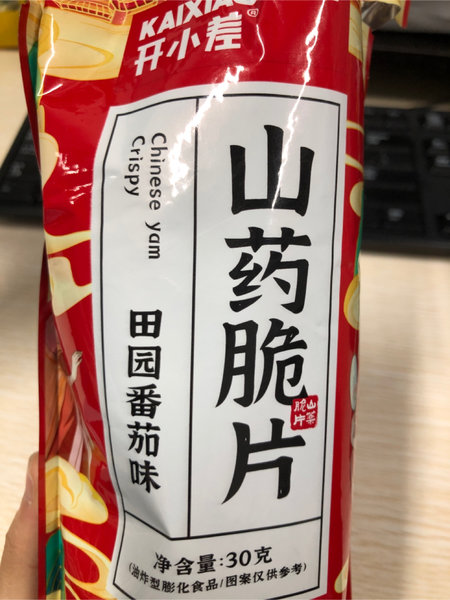 KAIXIAO
开小差®
山药脆片
山药
脆片
Chinese yam
Crispy
田园番茄味
净含量:30克
(油炸型膨化食品/图案仅供参考)